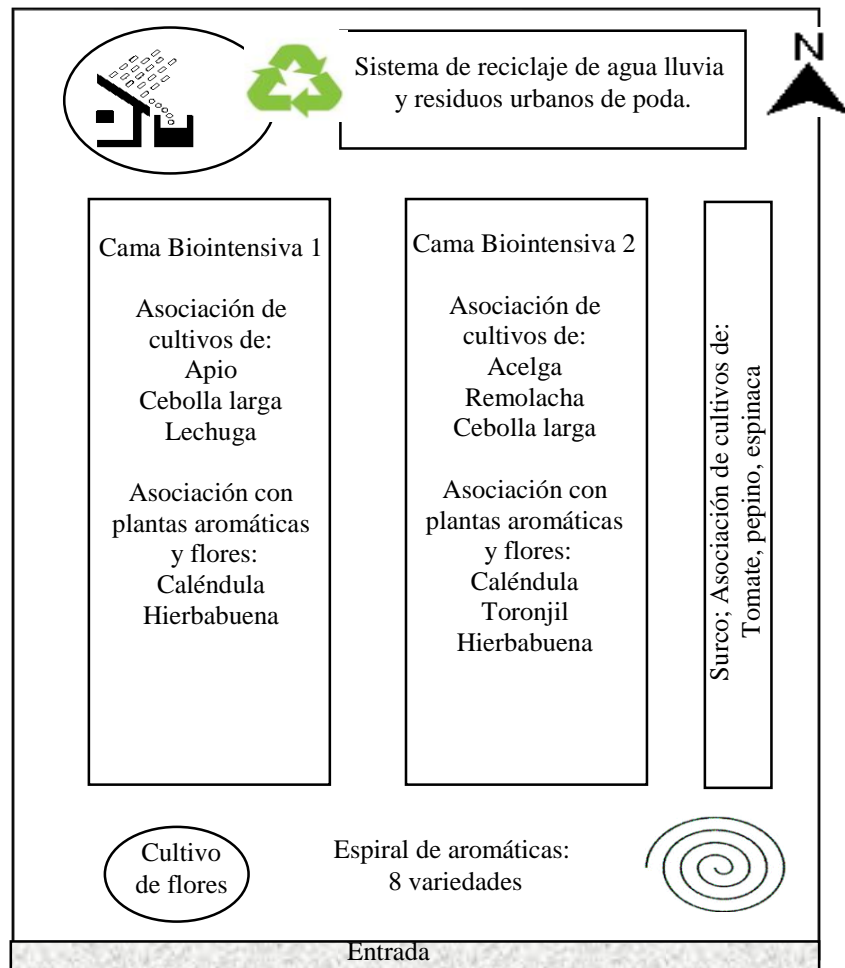 Sistema de reciclaje de agua lluvia
y residuos urbanos de poda.
N
Cama Biointensiva 1
Asociación de
cultivos de:
Apio
Cebolla larga
Lechuga
Asociación con
plantas aromáticas
y flores:
Caléndula
Hierbabuena
Cama Biointensiva 2
Asociación de
cultivos de:
Acelga
Remolacha
Cebolla larga
Asociación con
plantas aromáticas
y flores:
Caléndula
Toronjil
Hierbabuena
Surco; Asociación de cultivos de:
Tomate, pepino, espinaca
Cultivo
de flores
Espiral de aromáticas:
8 variedades
Entrada